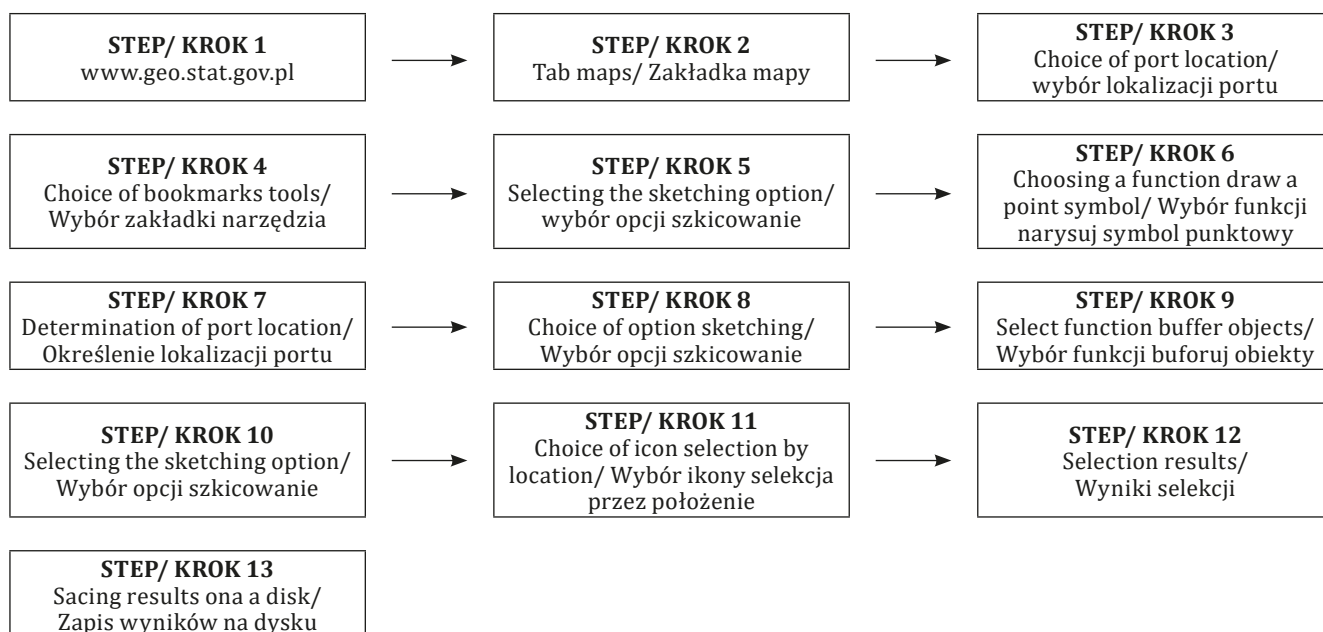 STEP/ KROK 1
www.geo.stat.gov.pl
STEP/ KROK 2
Tab maps/ Zakładka mapy
STEP/ KROK 3
Choice of port location/
wybór lokalizacji portu
STEP/ KROK 4
Choice of bookmarks tools/
Wybór zakładki narzędzia
STEP/ KROK 5
Selecting the sketching option/
wybór opcji szkicowanie
STEP/ KROK 6
Choosing a function draw a
point symbol/ Wybór funkcji
narysuj symbol punktowy
STEP/ KROK 7
Determination of port location/
Określenie lokalizacji portu
STEP/ KROK 8
Choice of option sketching/
Wybór opcji szkicowanie
STEP/ KROK 9
Select function buffer objects/
Wybór funkcji buforuj obiekty
STEP/ KROK 10
Selecting the sketching option/
Wybór opcji szkicowanie
STEP/ KROK 11
Choice of icon selection by
location/ Wybór ikony selekcja
przez położenie
STEP/ KROK 12
Selection results/
Wyniki selekcji
STEP/ KROK 13
Sacing results ona a disk/
Zapis wyników na dysku